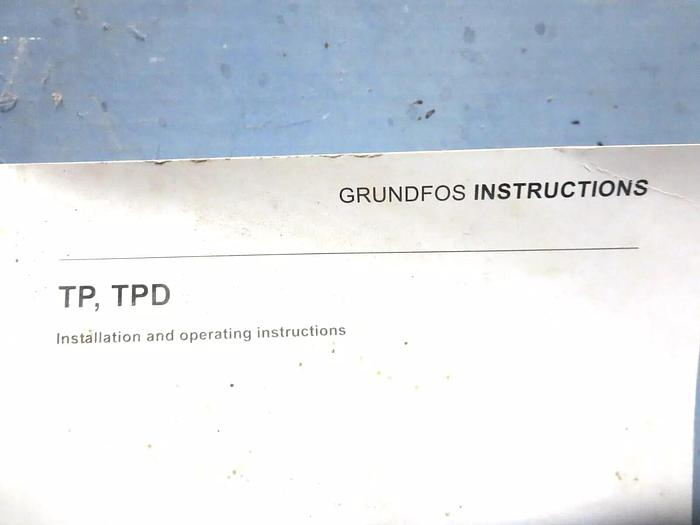 GRUNDFOS INSTRUCTIONS
TP, TPD
Installation and operating instructions